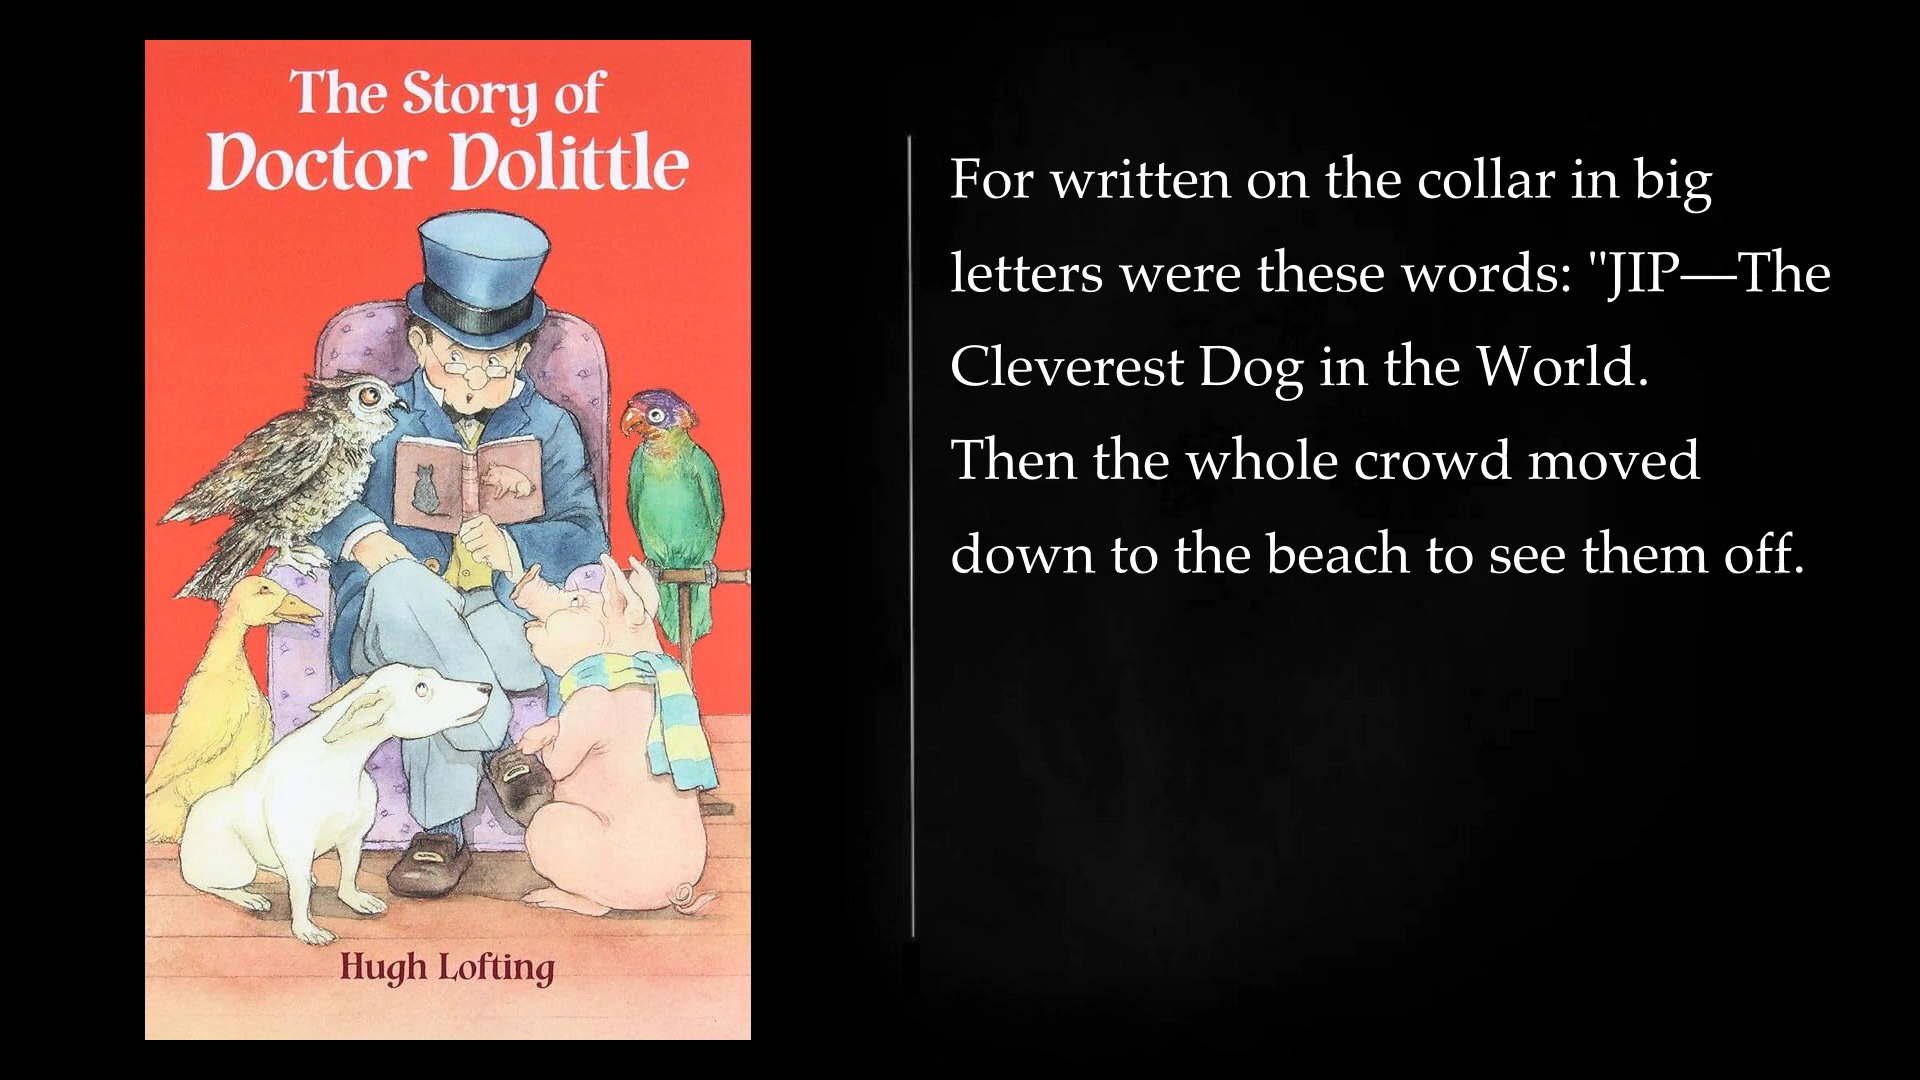 The Story of
Doctor Dolittle
Hugh Lofting
For written on the collar in big
letters were these words: "JIP—The
Cleverest Dog in the World.
Then the whole crowd moved
down to the beach to see them off.